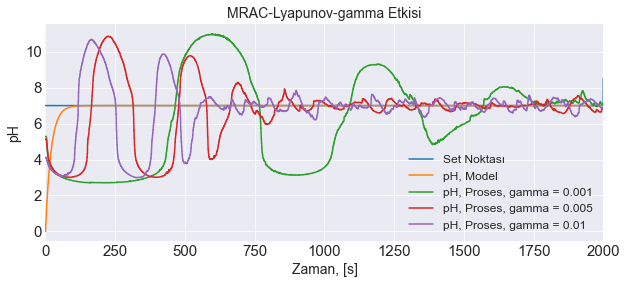 MRAC-Lyapunov-gamma Etkisi
pH
10
8
6
4
2
0
Set Noktası
pH, Model
pH, Proses, gamma = 0.001
pH, Proses, gamma = 0.005
pH, Proses, gamma = 0.01
0 250 500 750 1000 1250 1500 1750 2000
Zaman, [s]